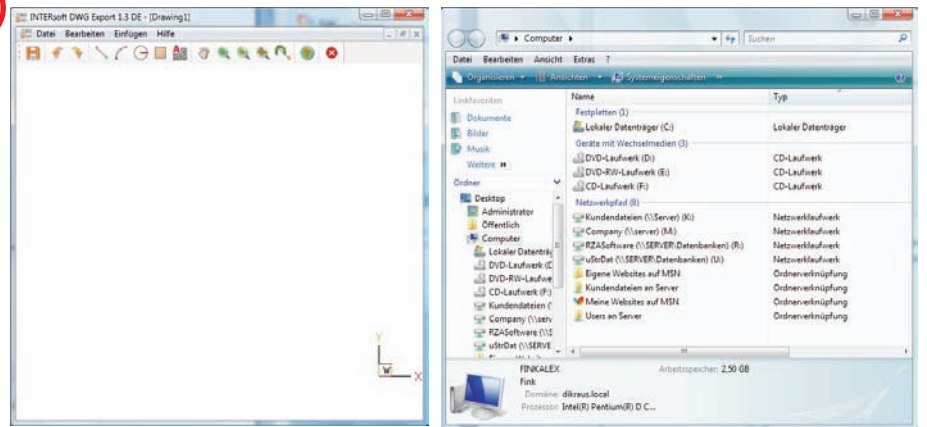 INTERsoft DWG Export 1.3 DE - [Drawing1]
Datei Bearbeiten Einfügen Hilfe
Y
W
X
Computer
Suchen
Datei Bearbeiten Ansicht Extras ?
Organisieren Ansichten Systemeigenschaften »
Linkfavoriten
Dokumente
Bilder
Musik
Weitere »
Ordner
Desktop
Administrator
Öffentlich
Computer
Lokaler Datenträg
DVD-Laufwerk (D
DVD-RW-Laufwe
CD-Laufwerk (F:)
Kundendateien (
Company (\\serv
RZASoftware (\\S
uStrDat (\\SERVE
Name Typ
Festplatten (1)
Lokaler Datenträger (C:) Lokaler Datenträger
Geräte mit Wechselmedien (3)
DVD-Laufwerk (D:) CD-Laufwerk
DVD-RW-Laufwerk (E:) CD-Laufwerk
CD-Laufwerk (F:) CD-Laufwerk
Netzwerkpfad (8)
Kundendateien (\\Server) (K:) Netzwerklaufwerk
Company (\\server) (M:) Netzwerklaufwerk
RZASoftware (\\SERVER\Datenbanken) (R:) Netzwerklaufwerk
uStrDat (\\SERVER\Datenbanken) (U:) Netzwerklaufwerk
Eigene Websites auf MSN Ordnerverknüpfung
Kundendateien an Server Ordnerverknüpfung
Meine Websites auf MSN Ordnerverknüpfung
Users an Server Ordnerverknüpfung
FINKALEX Arbeitsspeicher: 2,50 GB
Fink
Domäne: dikraus.local
Prozessor: Intel(R) Pentium(R) D C...